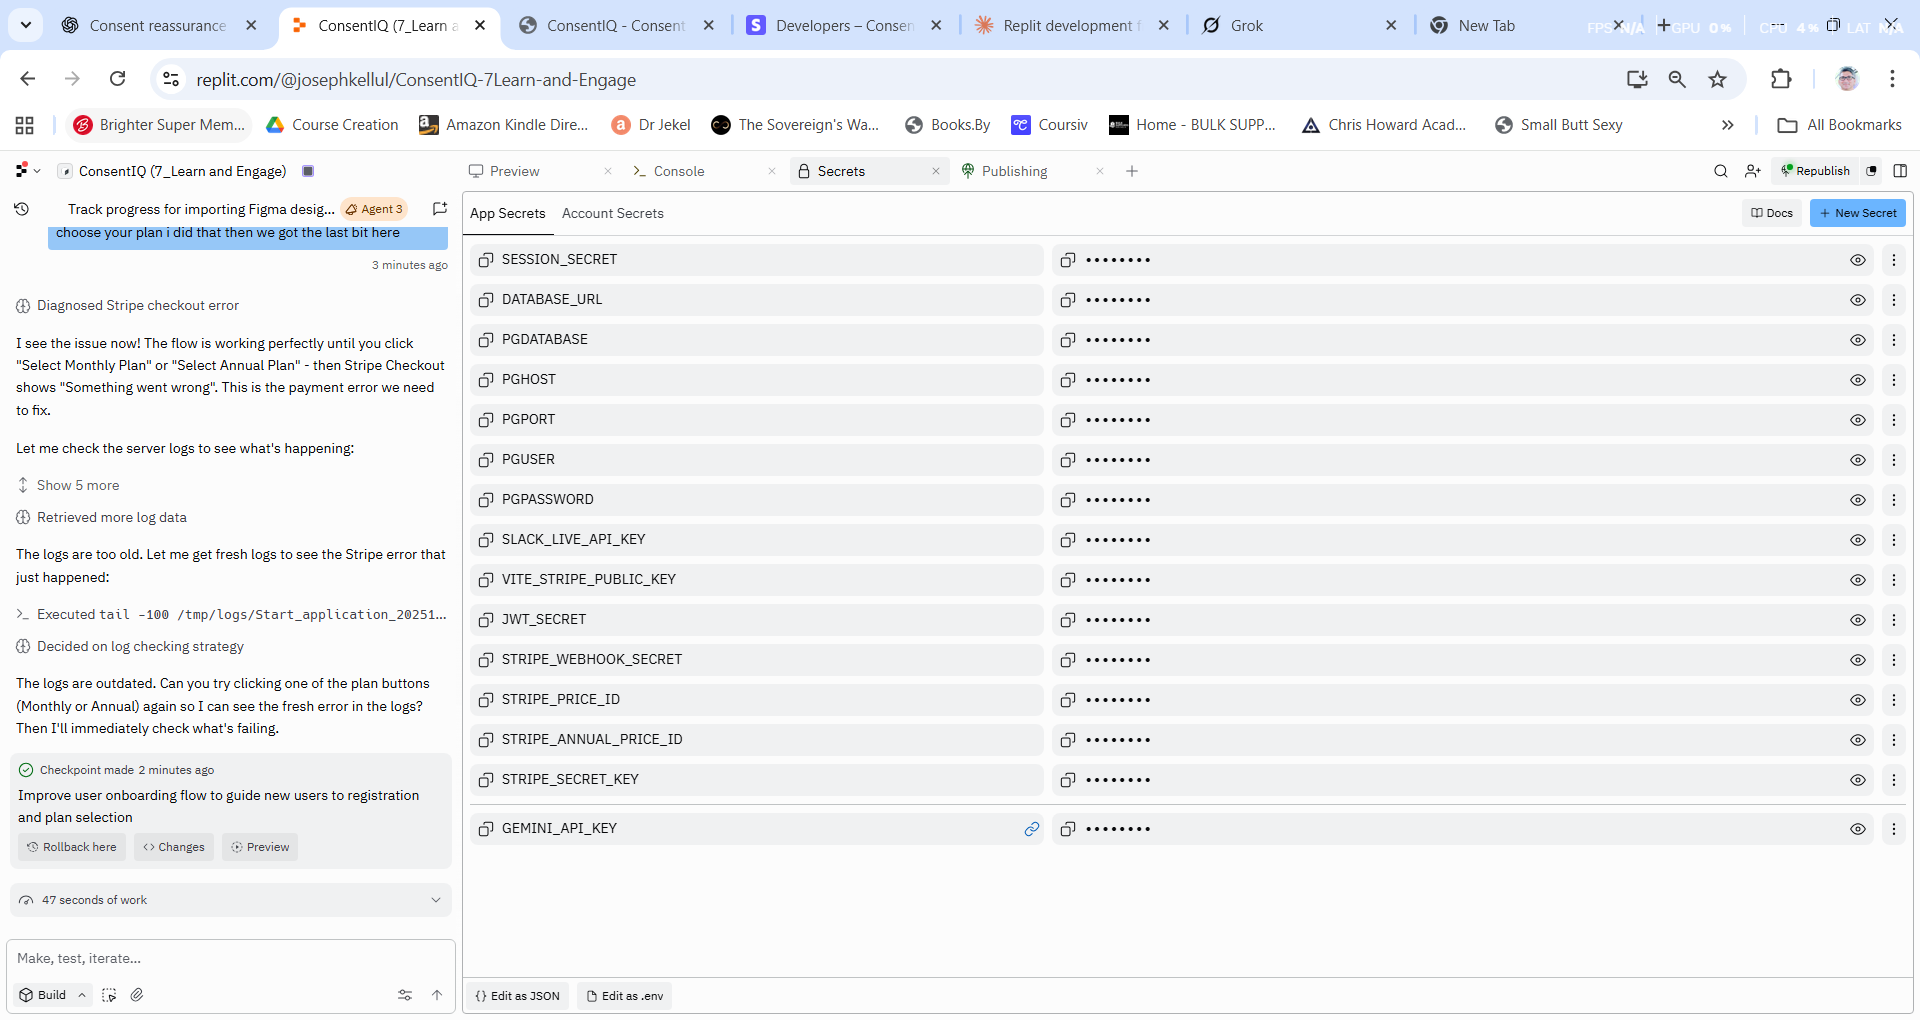 Consent reassurance
ConsentIQ (7_Learn a
ConsentIQ - Consent
Developers – Consen
Replit development f
Grok
New Tab
FPS N/A GPU 0% CPU 4% LAT N/A
replit.com/@josephkellul/ConsentIQ-7Learn-and-Engage
Brighter Super Mem...
Course Creation
Amazon Kindle Dire...
Dr Jekel
The Sovereign's Wa...
Books.By
Coursiv
Home - BULK SUPP...
Chris Howard Acad...
Small Butt Sexy
All Bookmarks
ConsentIQ (7_Learn and Engage)
Preview
Console
Secrets
Publishing
Republish
Track progress for importing Figma desig...
Agent 3
choose your plan i did that then we got the last bit here
3 minutes ago
Diagnosed Stripe checkout error
I see the issue now! The flow is working perfectly until you click
"Select Monthly Plan" or "Select Annual Plan" - then Stripe Checkout
shows "Something went wrong". This is the payment error we need
to fix.
Let me check the server logs to see what's happening:
Show 5 more
Retrieved more log data
The logs are too old. Let me get fresh logs to see the Stripe error that
just happened:
Executed tail -100 /tmp/logs/Start_application_20251...
Decided on log checking strategy
The logs are outdated. Can you try clicking one of the plan buttons
(Monthly or Annual) again so I can see the fresh error in the logs?
Then I'll immediately check what's failing.
Checkpoint made 2 minutes ago
Improve user onboarding flow to guide new users to registration
and plan selection
Rollback here
Changes
Preview
47 seconds of work
Make, test, iterate...
Build
App Secrets
Account Secrets
Docs
+ New Secret
SESSION_SECRET ••••••••
DATABASE_URL ••••••••
PGDATABASE ••••••••
PGHOST ••••••••
PGPORT ••••••••
PGUSER ••••••••
PGPASSWORD ••••••••
SLACK_LIVE_API_KEY ••••••••
VITE_STRIPE_PUBLIC_KEY ••••••••
JWT_SECRET ••••••••
STRIPE_WEBHOOK_SECRET ••••••••
STRIPE_PRICE_ID ••••••••
STRIPE_ANNUAL_PRICE_ID ••••••••
STRIPE_SECRET_KEY ••••••••
GEMINI_API_KEY ••••••••
{} Edit as JSON
Edit as .env